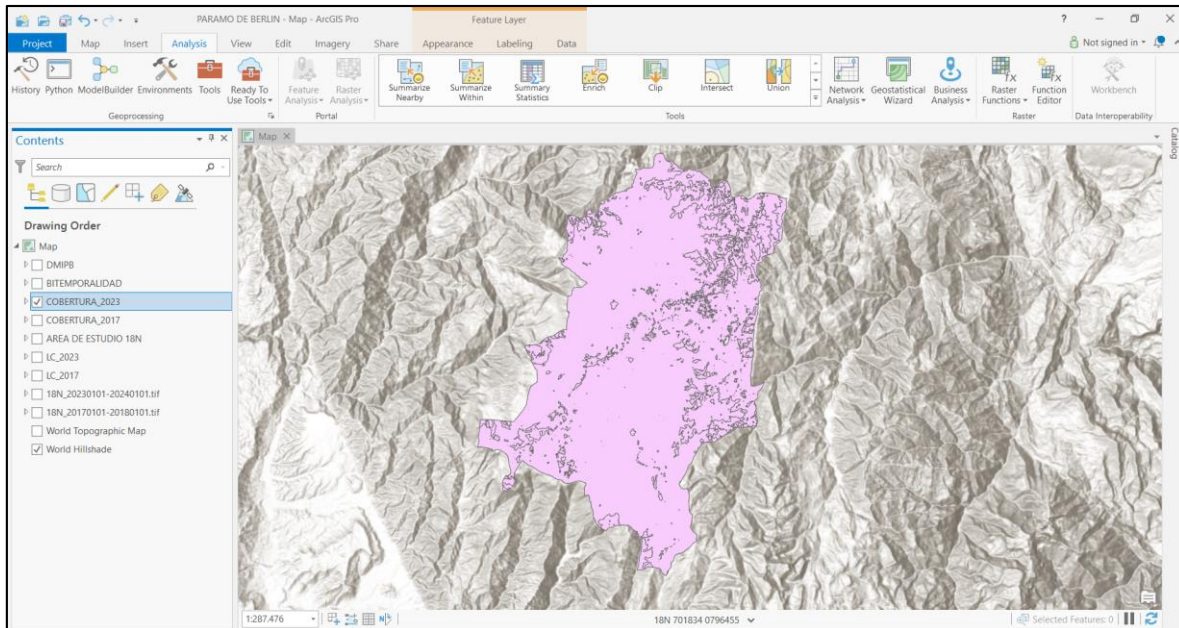 PARAMO DE BERLIN - Map - ArcGIS Pro
Feature Layer
?
Project Map Insert Analysis View Edit Imagery Share Appearance Labeling Data
Not signed in
History Python ModelBuilder Environments Tools Ready To Use Tools
Feature Analysis Raster Analysis
Summarize Nearby Summarize Within Summary Statistics Enrich Clip Intersect Union
Network Analysis Geostatistical Wizard Business Analysis
Raster Functions Function Editor
Workbench
Geoprocessing Portal Tools Raster Data Interoperability
Contents
Map
Catalog
Search
Drawing Order
Map
DMIPB
BITEMPORALIDAD
COBERTURA_2023
COBERTURA_2017
AREA DE ESTUDIO 18N
LC_2023
LC_2017
18N_20230101-20240101.tif
18N_20170101-20180101.tif
World Topographic Map
World Hillshade
1:287.476
18N 701834 0796455
Selected Features: 0